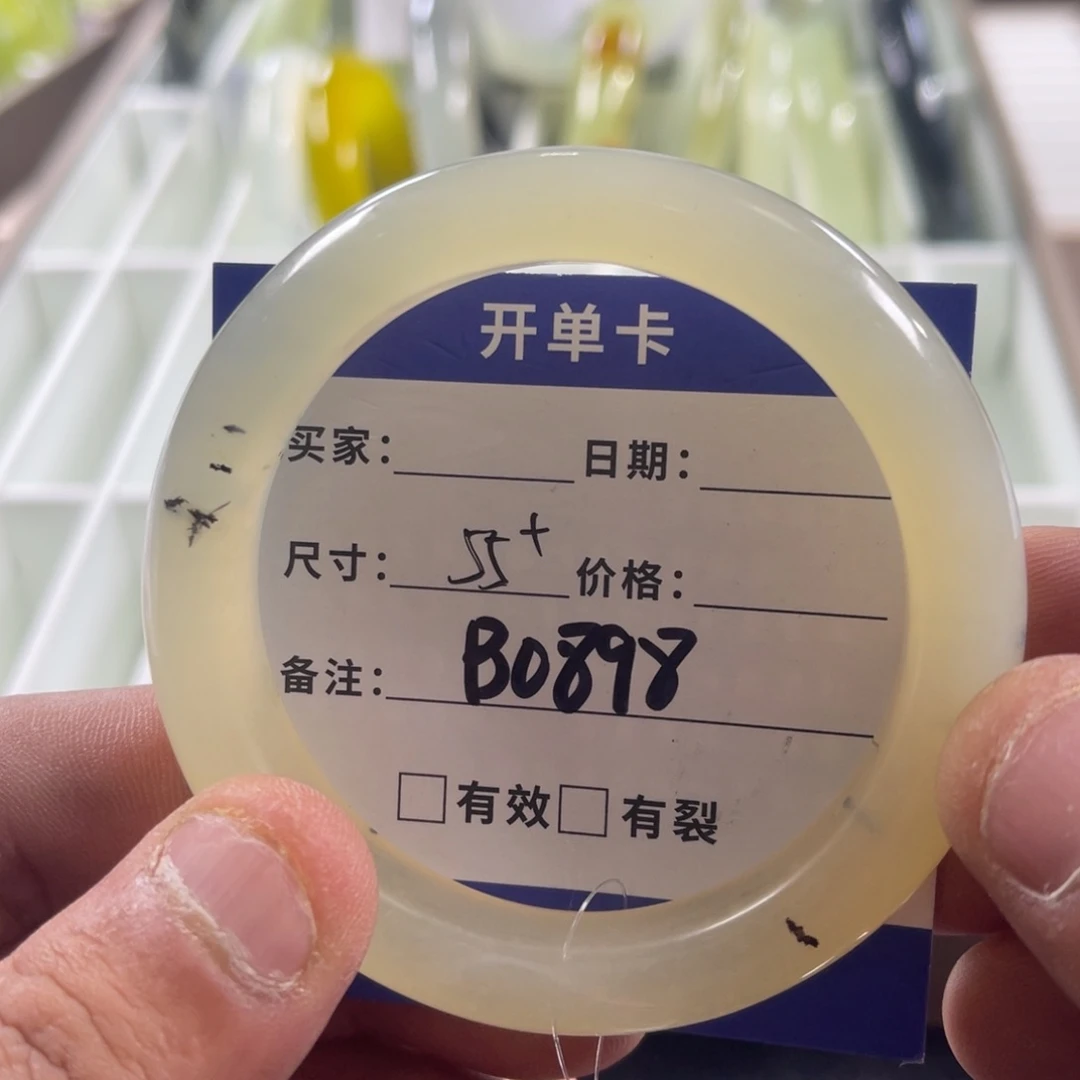 开单卡
买家： 日期：
尺寸：55+ 价格：
备注：B0898
□有效□有裂